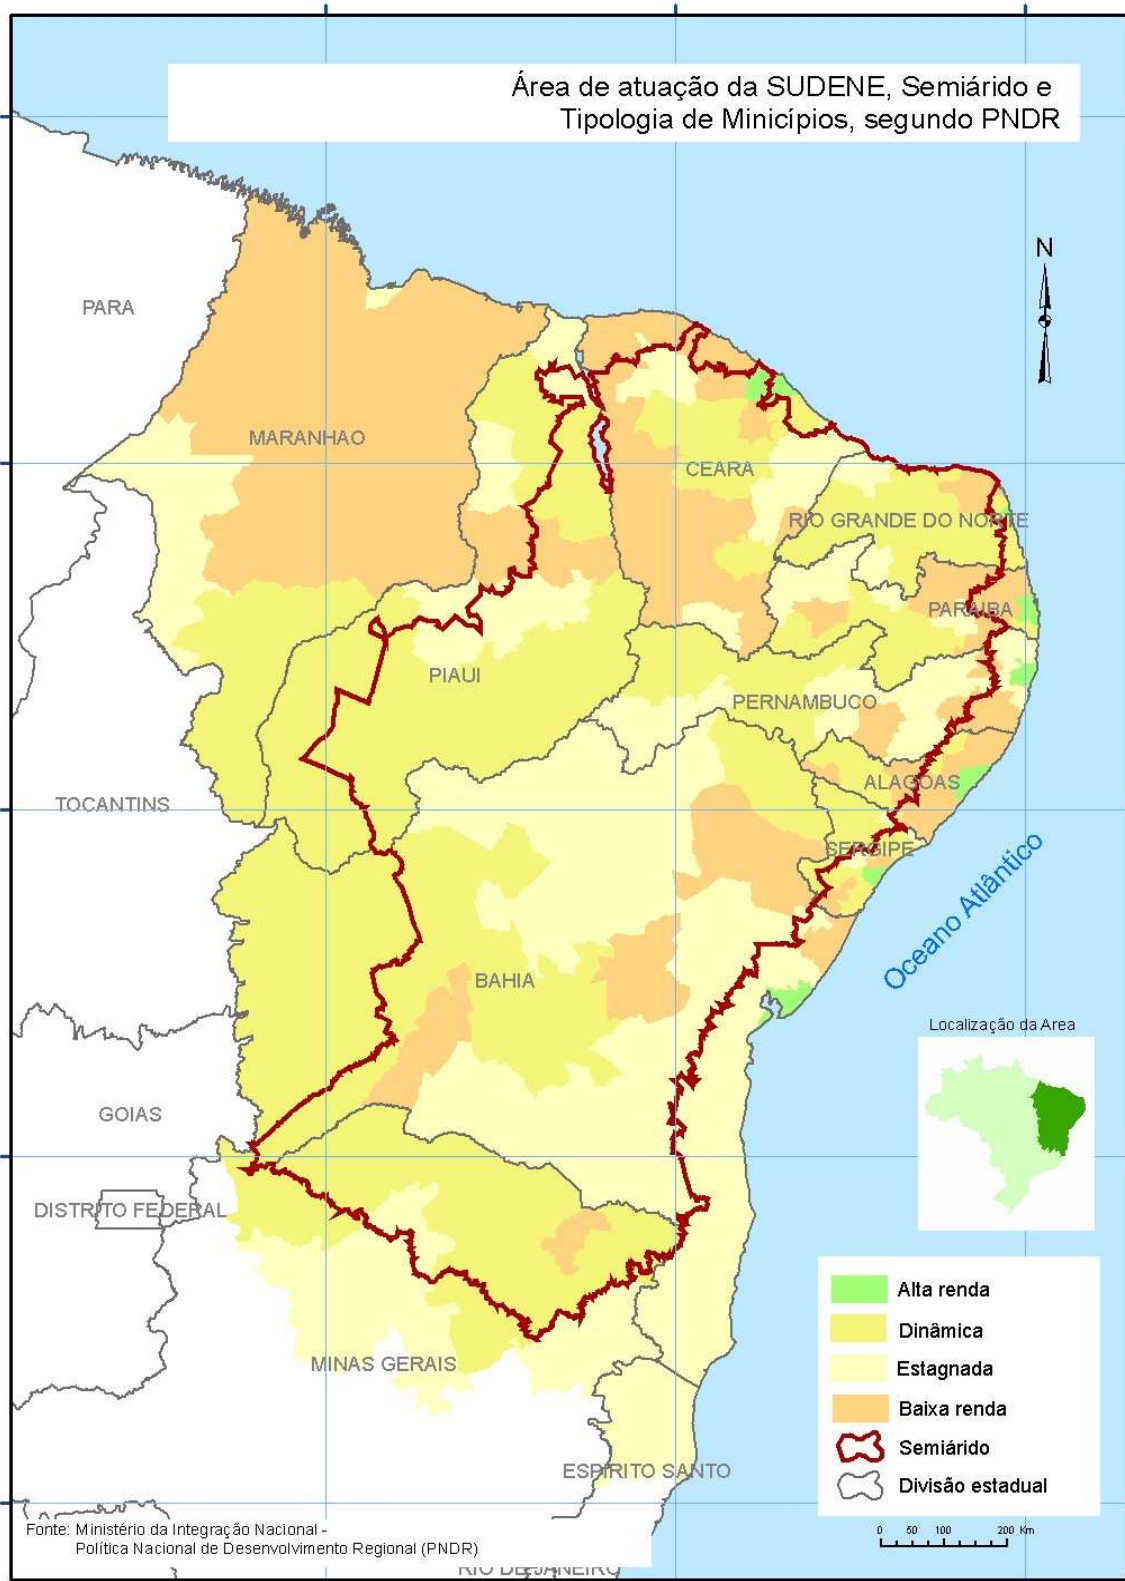 Área de atuação da SUDENE, Semiárido e
Tipologia de Minicípios, segundo PNDR
N
PARA
MARANHAO
CEARA
RIO GRANDE DO NORTE
PARAIBA
PIAUI
PERNAMBUCO
ALAGOAS
TOCANTINS
SERGIPE
Oceano Atlântico
BAHIA
Localização da Area
GOIAS
DISTRITO FEDERAL
MINAS GERAIS
ESPIRITO SANTO
RIO DE JANEIRO
Alta renda
Dinâmica
Estagnada
Baixa renda
Semiárido
Divisão estadual
0 50 100 200 Km
Fonte: Ministério da Integração Nacional -
Política Nacional de Desenvolvimento Regional (PNDR)